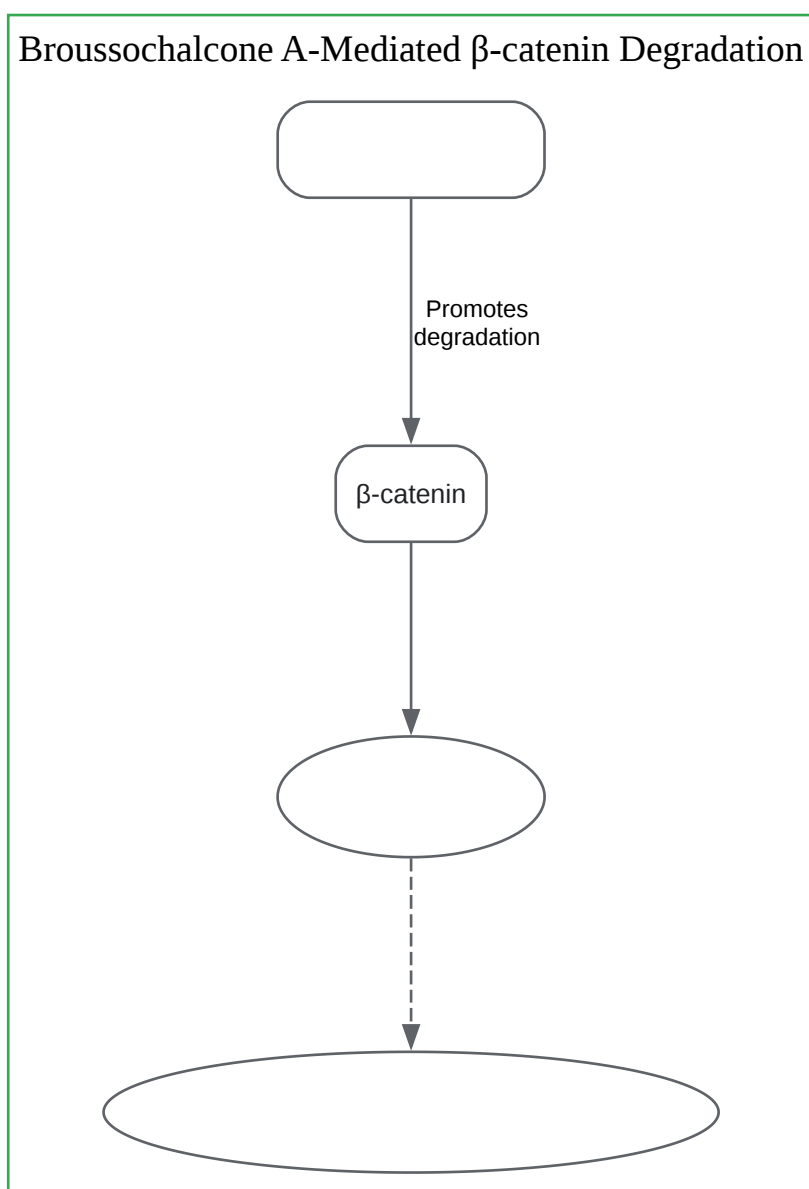 Broussochalcone A-Mediated β-catenin Degradation
Promotes
degradation
β-catenin